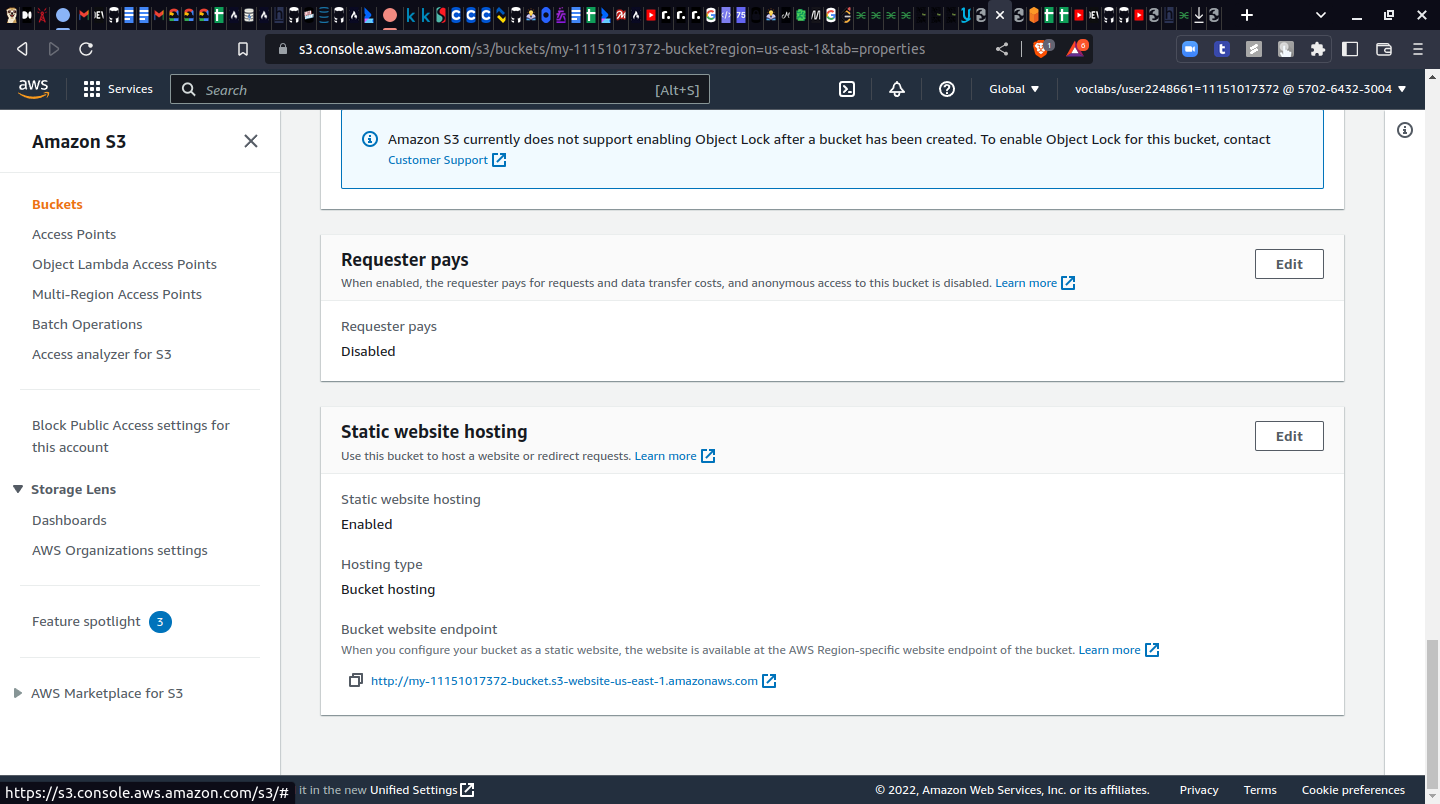 s3.console.aws.amazon.com/s3/buckets/my-11151017372-bucket?region=us-east-1&tab=properties
1
6
aws
Services
Search
[Alt+S]
Global
voclabs/user2248661=11151017372 @ 5702-6432-3004
Amazon S3
Buckets
Access Points
Object Lambda Access Points
Multi-Region Access Points
Batch Operations
Access analyzer for S3
Block Public Access settings for
this account
Storage Lens
Dashboards
AWS Organizations settings
Feature spotlight 3
AWS Marketplace for S3
Amazon S3 currently does not support enabling Object Lock after a bucket has been created. To enable Object Lock for this bucket, contact
Customer Support
Requester pays
Edit
When enabled, the requester pays for requests and data transfer costs, and anonymous access to this bucket is disabled. Learn more
Requester pays
Disabled
Static website hosting
Edit
Use this bucket to host a website or redirect requests. Learn more
Static website hosting
Enabled
Hosting type
Bucket hosting
Bucket website endpoint
When you configure your bucket as a static website, the website is available at the AWS Region-specific website endpoint of the bucket. Learn more
http://my-11151017372-bucket.s3-website-us-east-1.amazonaws.com
https://s3.console.aws.amazon.com/s3/#
it in the new Unified Settings
© 2022, Amazon Web Services, Inc. or its affiliates.
Privacy
Terms
Cookie preferences